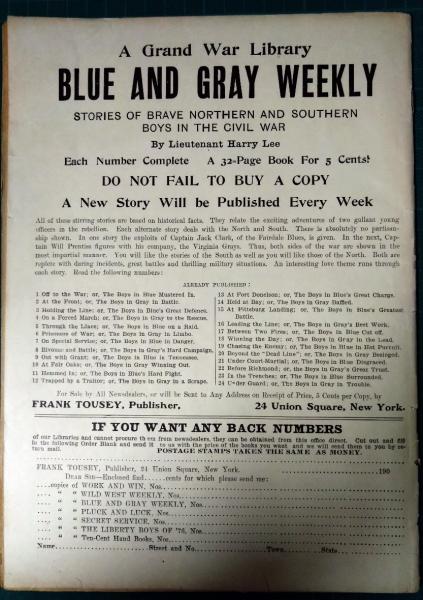 A Grand War Library
BLUE AND GRAY WEEKLY
STORIES OF BRAVE NORTHERN AND SOUTHERN
BOYS IN THE CIVIL WAR
By Lieutenant Harry Lee
Each Number Complete A 32-Page Book For 5 Cents!
DO NOT FAIL TO BUY A COPY
A New Story Will be Published Every Week
All of these stirring stories are based on historical facts. They relate the exciting adventures of two gallant young
officers in the rebellion. Each alternate story deals with the North and South. There is absolutely no partisan-
ship shown. In one story the exploits of Captain Jack Clark, of the Fairdale Blues, is given. In the next, Cap-
tain Will Prentiss figures with his company, the Virginia Grays. Thus, both sides of the war are shown in the
most impartial manner. You will like the stories of the South as well as you will like those of the North. Both are
replete with daring incidents, great battles and thrilling military situations. An interesting love theme runs through
each story. Read the following numbers:
ALREADY PUBLISHED:
1 Off to the War; or, The Boys in Blue Mustered In.
2 At the Front; or, The Boys in Gray in Battle.
3 Holding the Line; or, The Boys in Blue's Great Defence.
4 On a Forced March; or, The Boys in Gray to the Rescue.
5 Through the Lines; or, The Boys in Blue on a Raid.
6 Prisoners of War; or, The Boys in Gray in Limbo.
7 On Special Service; or, The Boys in Blue in Danger.
8 Bivouac and Battle; or, The Boys in Gray's Hard Campaign.
9 Out with Grant; or, The Boys in Blue in Tennessee.
10 At Fair Oaks; or, The Boys in Gray Winning Out.
11 Hemmed In; or, The Boys in Blue's Hard Fight.
12 Trapped by a Traitor; or, The Boys in Gray in a Scrape.
13 At Fort Donelson; or, The Boys in Blue's Great Charge.
14 Held at Bay; or, The Boys in Gray Baffled.
15 At Pittsburg Landing; or, The Boys in Blue's Greatest
Battle.
16 Leading the Line; or, The Boys in Gray's Best Work.
17 Between Two Fires; or, The Boys in Blue Cut off.
18 Winning the Day; or, The Boys in Gray in the Lead.
19 Chasing the Enemy; or, The Boys in Blue in Hot Pursuit.
20 Beyond the "Dead Line"; or, The Boys in Gray Besieged.
21 Under Court-Martial; or, The Boys in Blue Disgraced.
22 Before Richmond; or, the Boys in Gray's Great Trust.
23 In the Trenches; or, The Boys in Blue Surrounded.
24 Under Guard; or, The Boys in Gray in Trouble.
For Sale by All Newsdealers, or will be Sent to Any Address on Receipt of Price, 5 Cents per Copy, by
FRANK TOUSEY, Publisher, 24 Union Square, New York.
IF YOU WANT ANY BACK NUMBERS
of our Libraries and cannot procure them from newsdealers, they can be obtained from this office direct. Cut out and fill
in the following Order Blank and send it to us with the price of the books you want and we will send them to you by re-
turn mail. POSTAGE STAMPS TAKEN THE SAME AS MONEY.
FRANK TOUSEY, Publisher, 24 Union Square, New York. 190
DEAR SIR—Enclosed find......cents for which please send me:
....copies of WORK AND WIN, Nos.
.... " " WILD WEST WEEKLY, Nos.
.... " " BLUE AND GRAY WEEKLY, Nos.
.... " " PLUCK AND LUCK, Nos.
.... " " SECRET SERVICE, Nos.
.... " " THE LIBERTY BOYS OF '76, Nos.
.... " " Ten-Cent Hand Books, Nos.
Name..........Street and No..........Town..........State..........